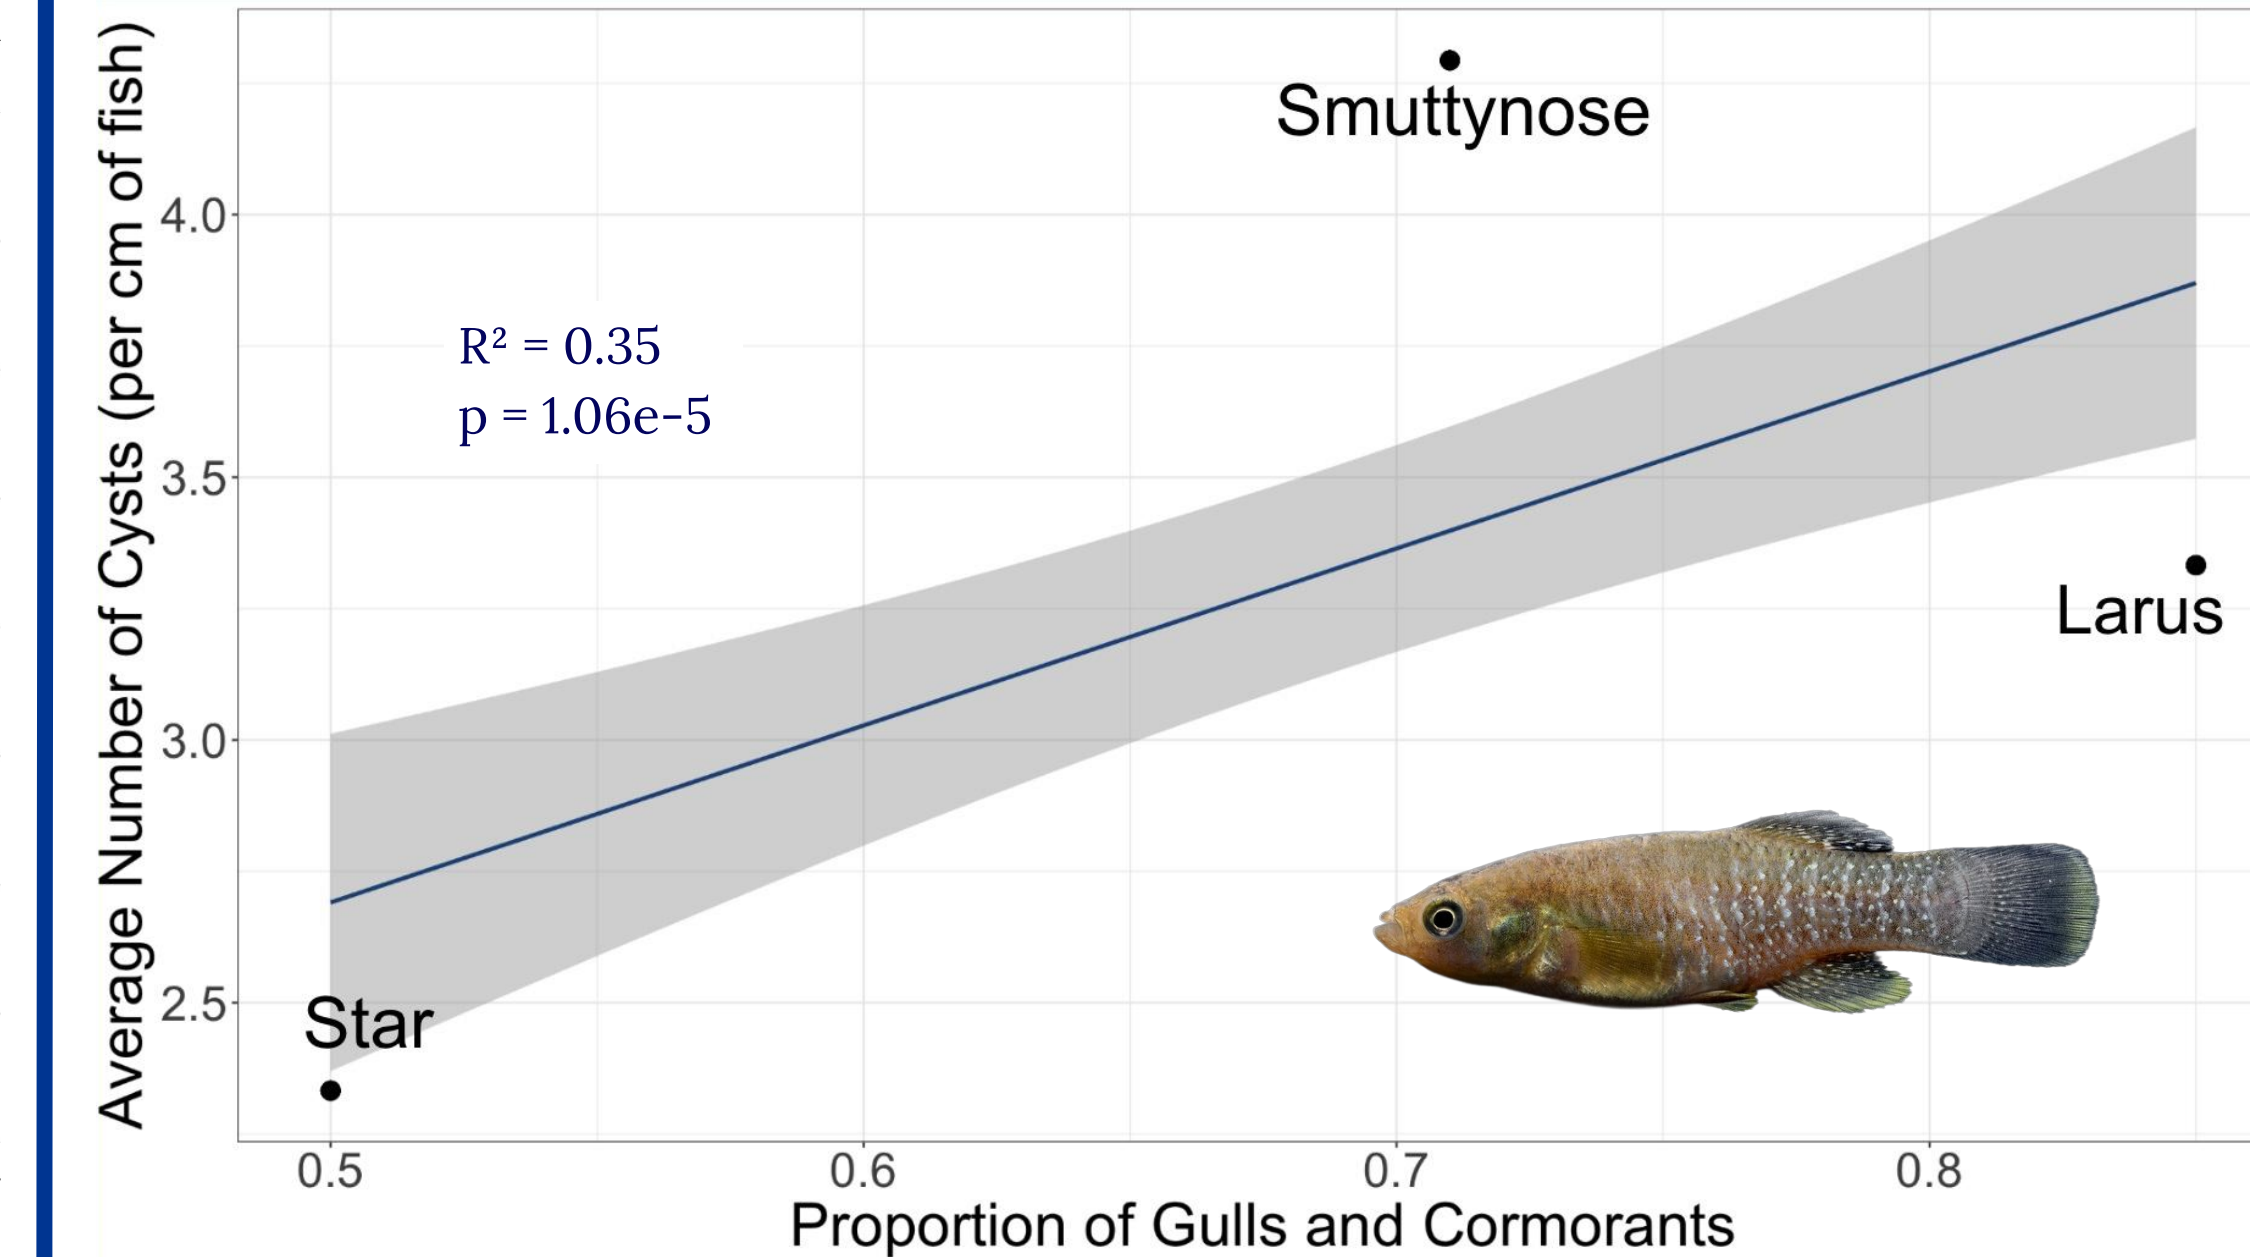 Average Number of Cysts (per cm of fish)
4.0
3.5
3.0
2.5
Smuttynose
R² = 0.35
p = 1.06e-5
Larus
Star
0.5 0.6 0.7 0.8
Proportion of Gulls and Cormorants